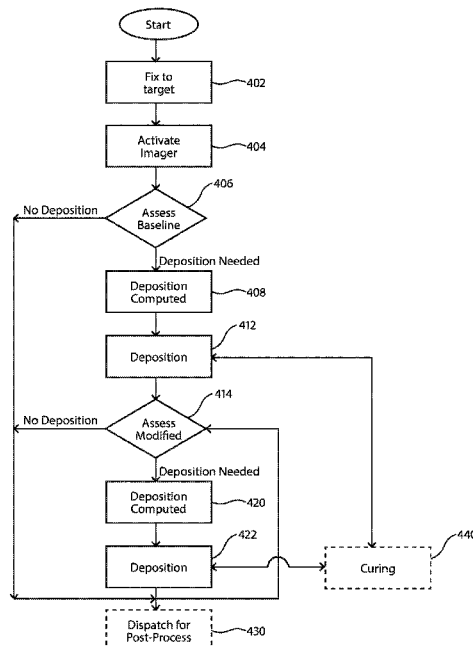 Start
Fix to
target
402
Activate
Imager
404
406
No Deposition
Assess
Baseline
Deposition Needed
Deposition
Computed
408
412
Deposition
414
No Deposition
Assess
Modified
Deposition Needed
Deposition
Computed
420
422
Deposition
Curing
440
Dispatch for
Post-Process
430